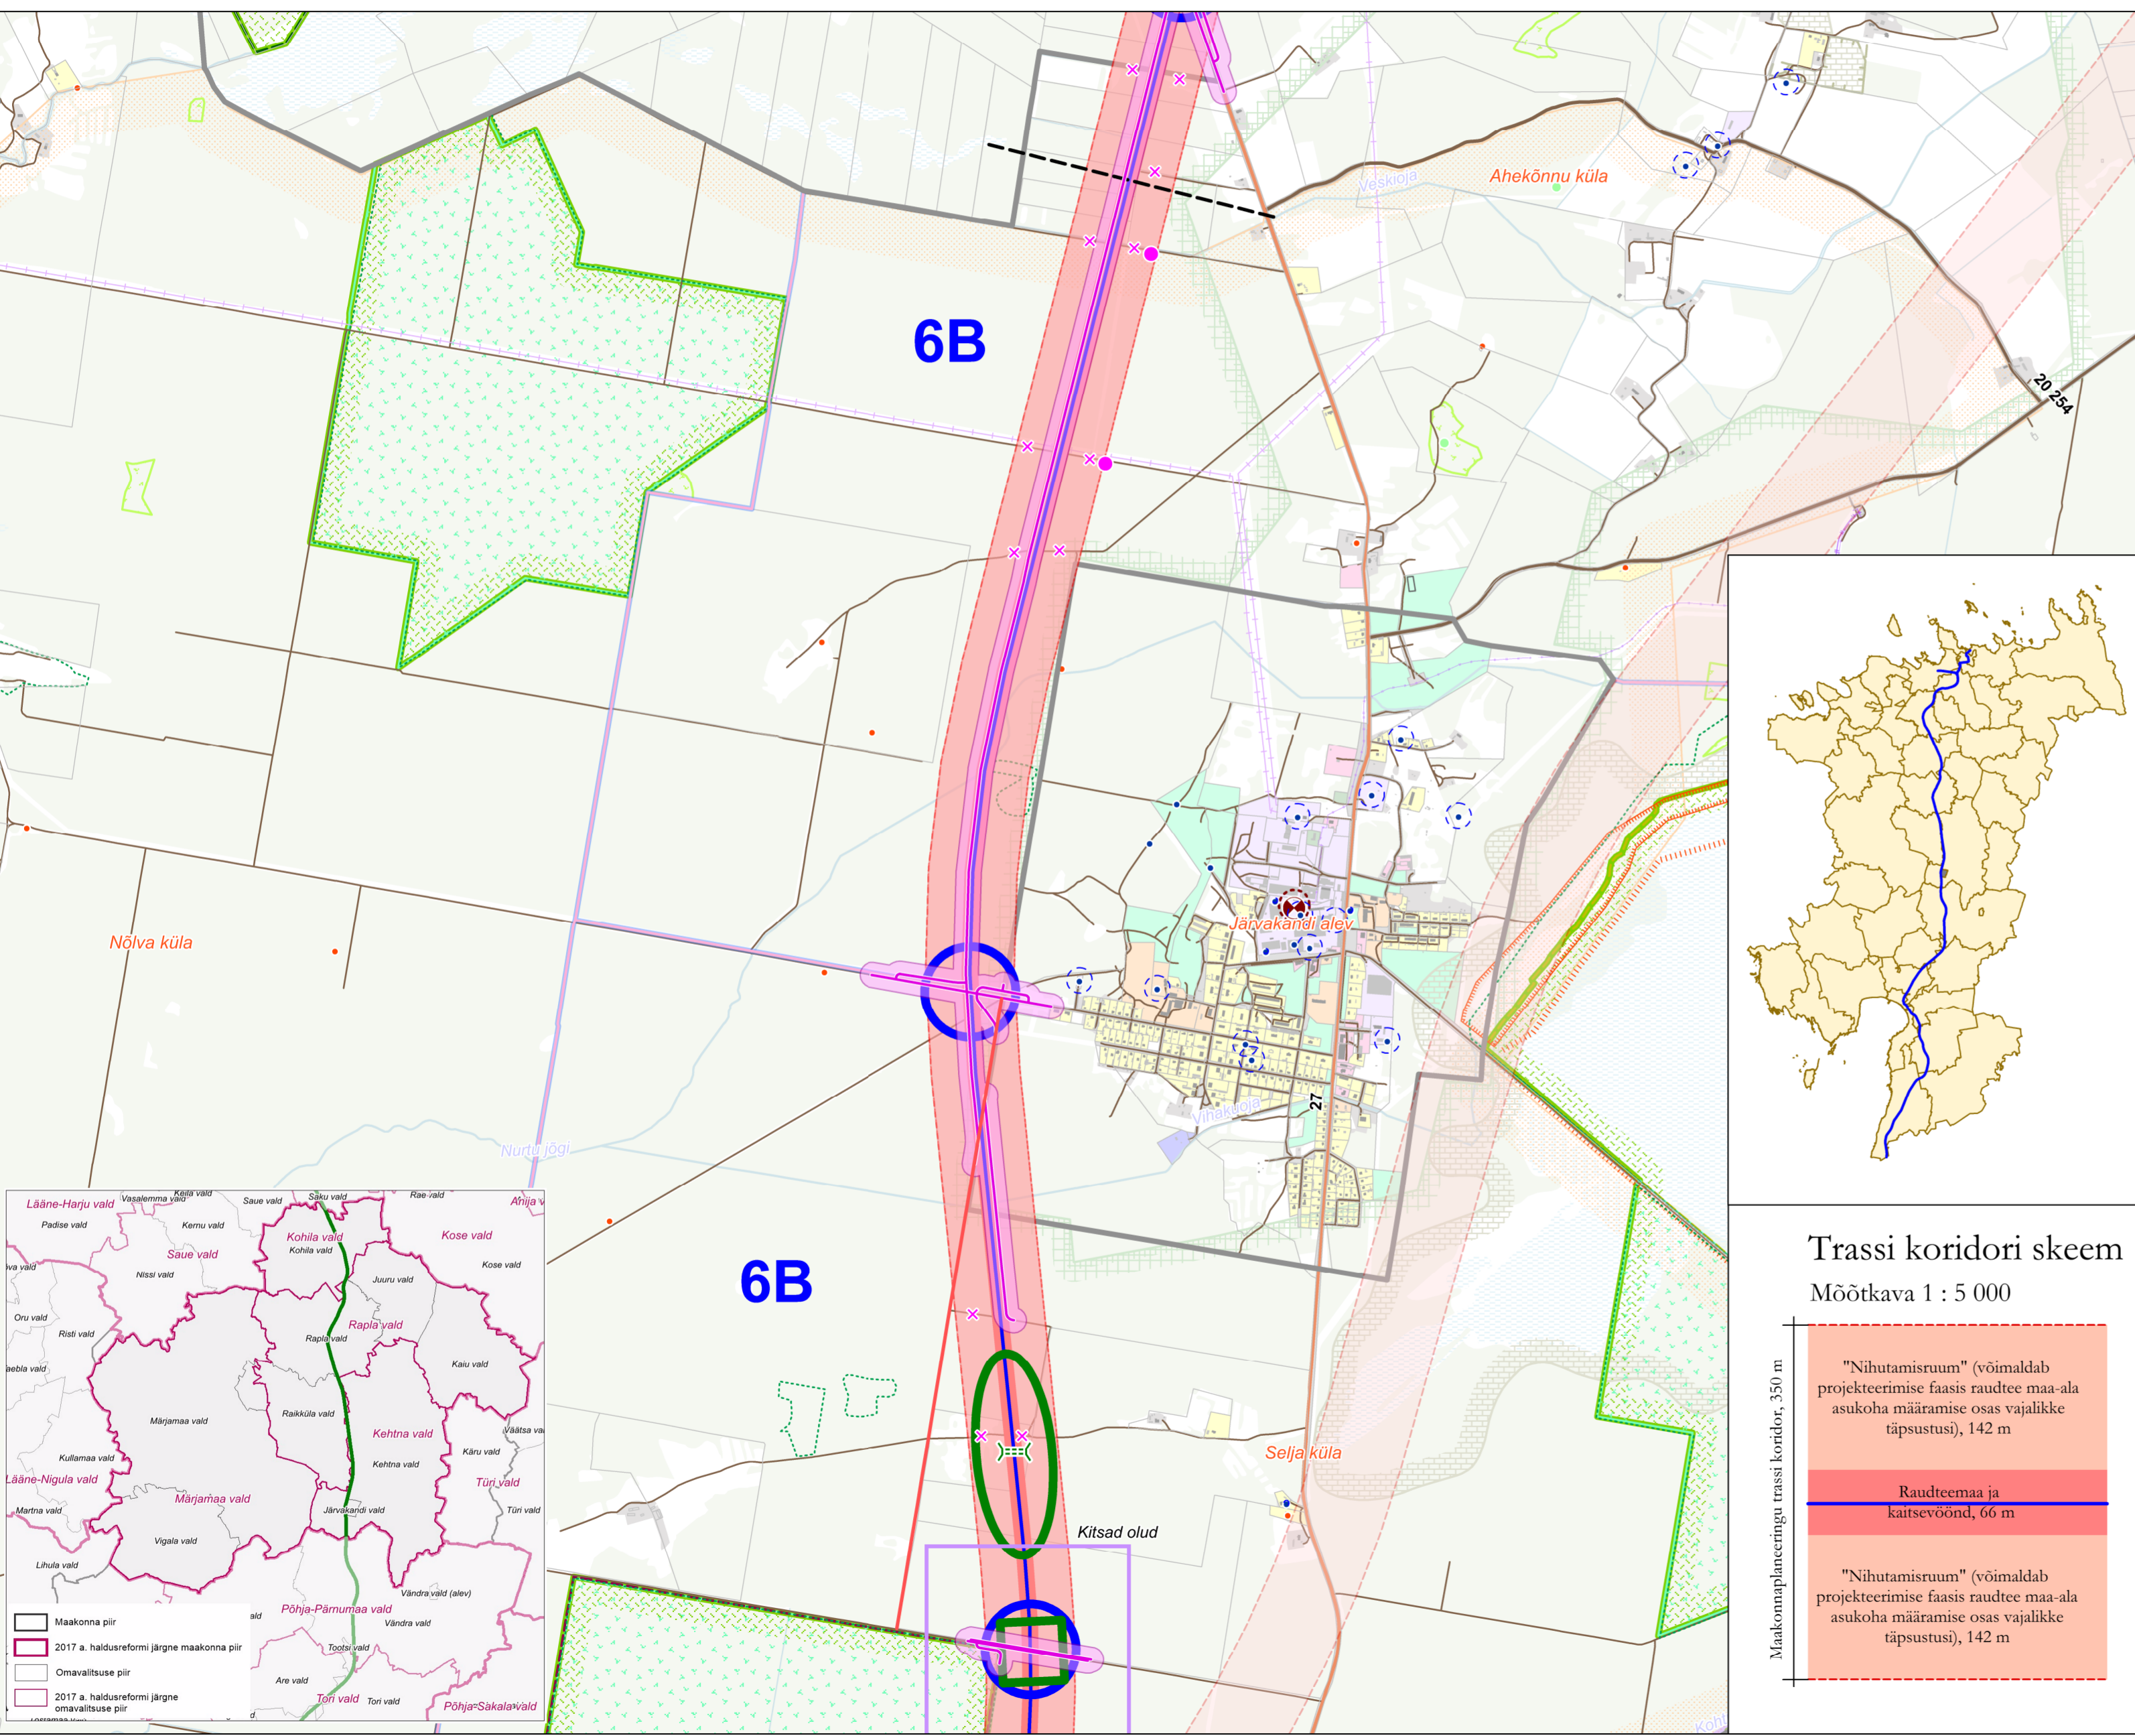 6B
Veskioja
Ahekõnnu küla
20 254
Nõlva küla
Järvakandi alev
27
Vihakuoja
Nurtu jõgi
6B
Selja küla
Kitsad olud
Lääne-Harju vald
Vasalemma vald
Keila vald
Saue vald
Saku vald
Rae vald
Padise vald
Kernu vald
Saue vald
Kohila vald
Kohila vald
Kose vald
Kose vald
Nissi vald
Juuru vald
Oru vald
Risti vald
Rapla vald
Rapla vald
Kaiu vald
Märjamaa vald
Raikküla vald
Kehtna vald
Kehtna vald
Käru vald
Kullamaa vald
Lääne-Nigula vald
Türi vald
Martna vald
Märjamaa vald
Järvakandi vald
Türi vald
Vigala vald
Lihula vald
Vändra vald (alev)
Põhja-Pärnumaa vald
Vändra vald
Tootsi vald
Are vald
Tori vald
Tori vald
Põhja-Sakala vald
Maakonna piir
2017 a. haldusreformi järgne maakonna piir
Omavalitsuse piir
2017 a. haldusreformi järgne
omavalitsuse piir
Trassi koridori skeem
Mõõtkava 1 : 5 000
Maakonnaplaneeringu trassi koridor, 350 m
"Nihutamisruum" (võimaldab
projekteerimise faasis raudtee maa-ala
asukoha määramise osas vajalikke
täpsustusi), 142 m
Raudteemaa ja
kaitsevöönd, 66 m
"Nihutamisruum" (võimaldab
projekteerimise faasis raudtee maa-ala
asukoha määramise osas vajalikke
täpsustusi), 142 m